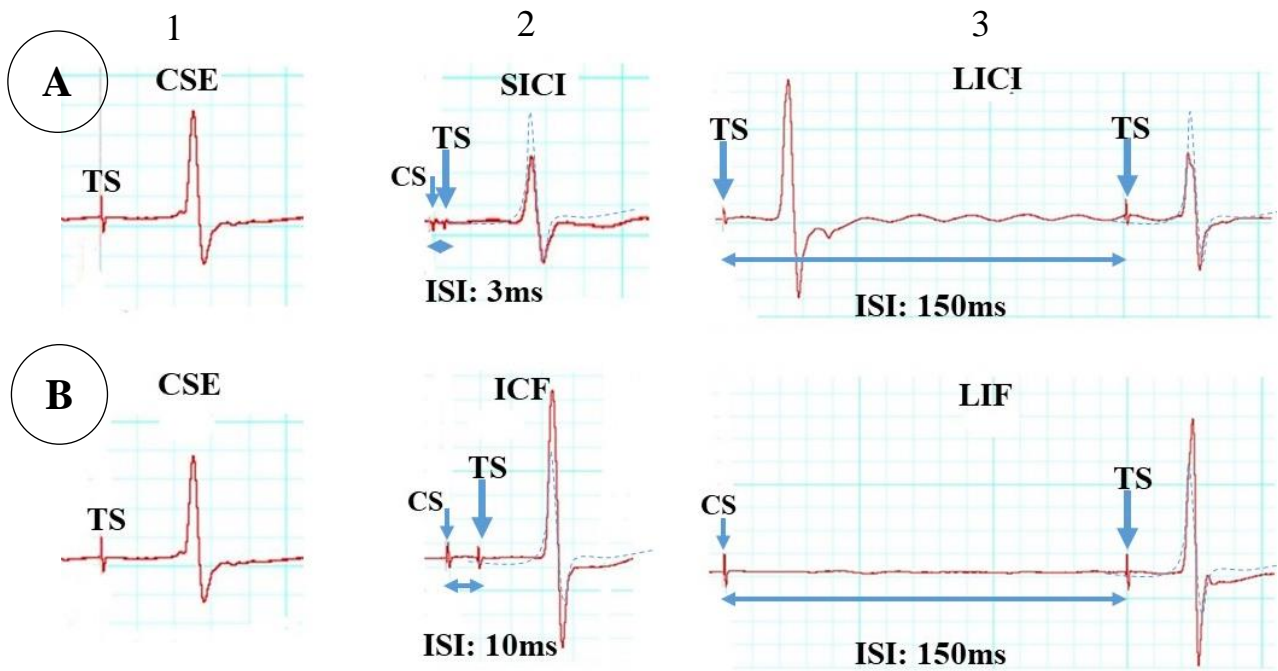 1 2 3
A
CSE
TS
SICI
TS
CS
ISI: 3ms
LICI
TS
TS
ISI: 150ms
B
CSE
TS
ICF
TS
CS
ISI: 10ms
LIF
CS
TS
ISI: 150ms